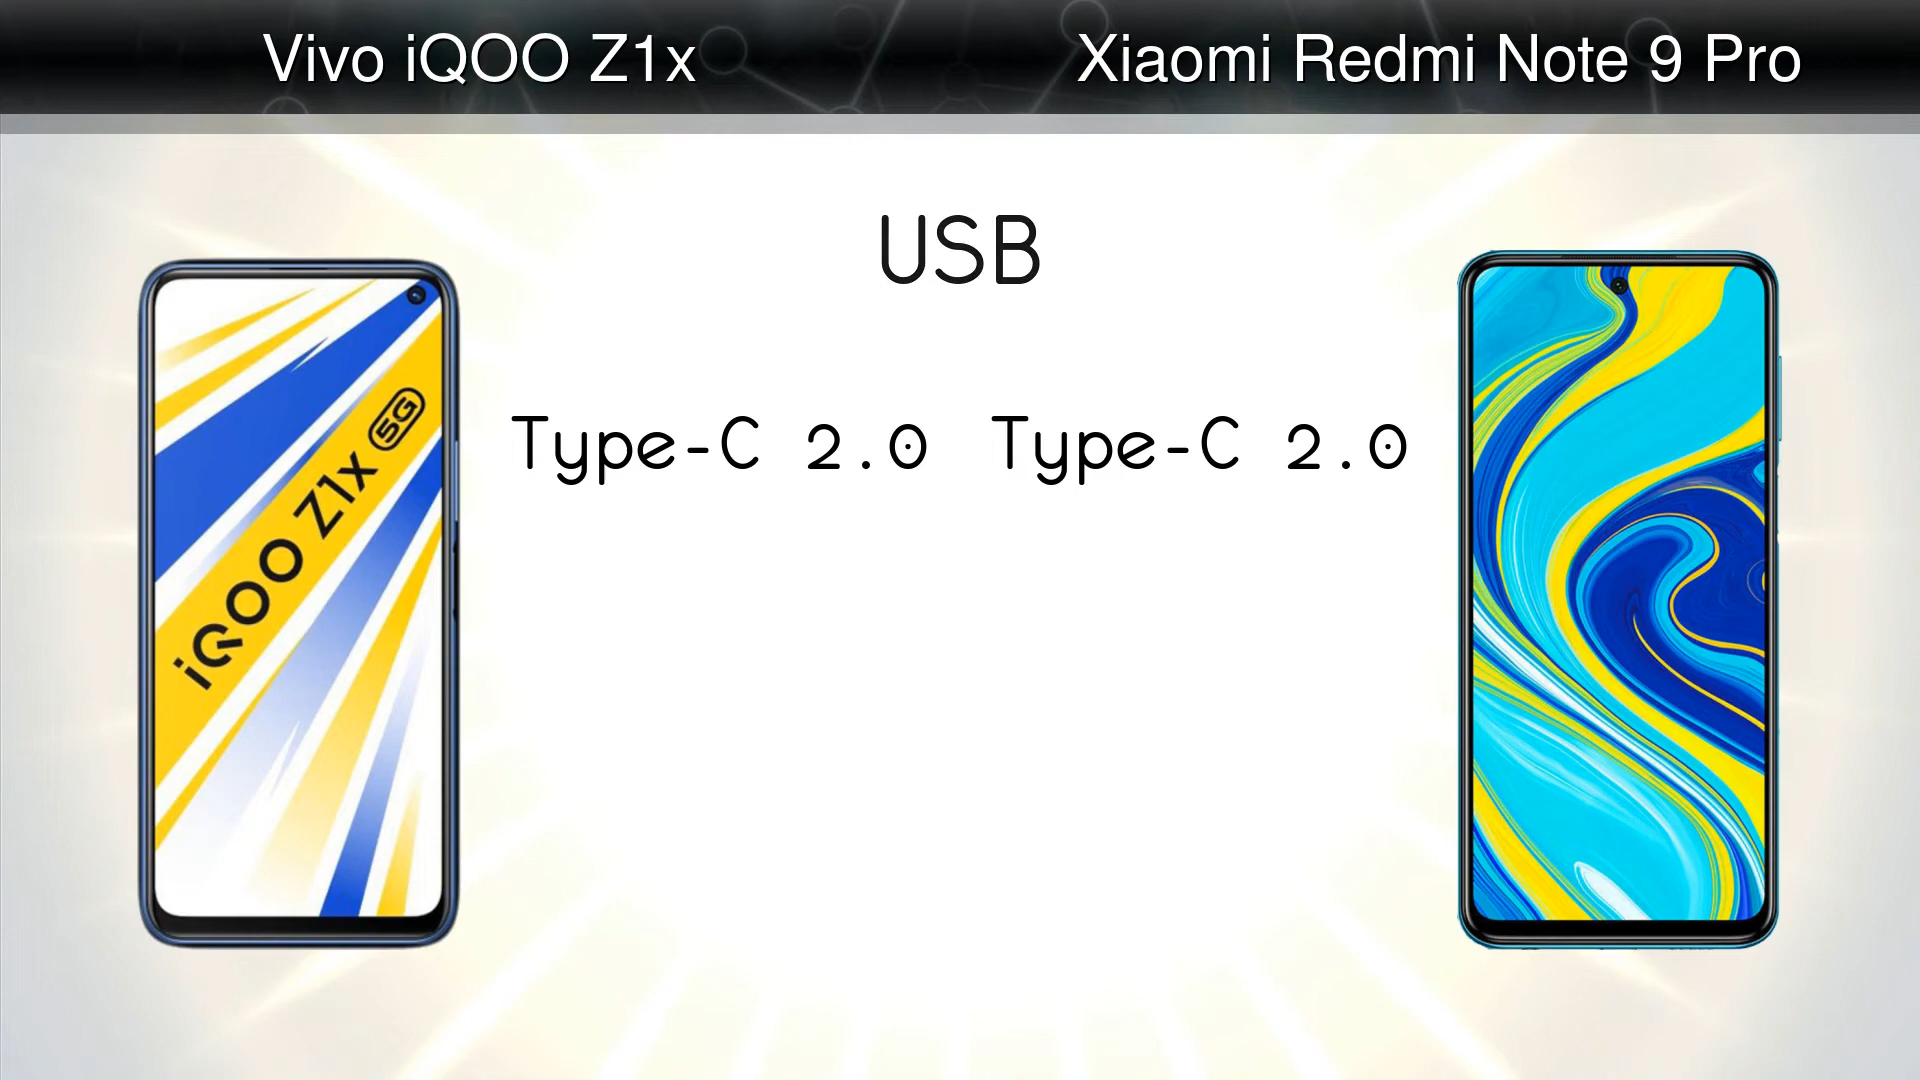 Vivo iQOO Z1x
Xiaomi Redmi Note 9 Pro
USB
Type-C 2.0
Type-C 2.0
iQOO Z1x 5G